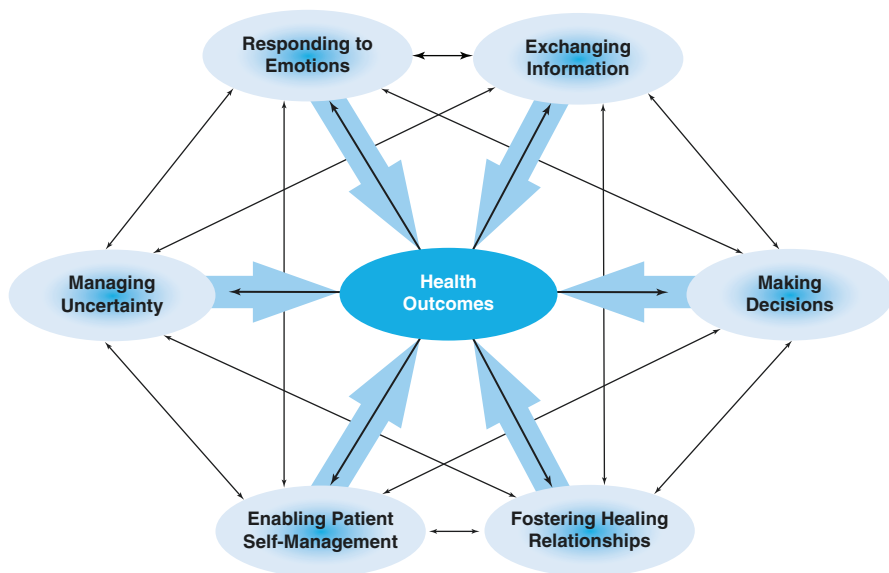 Responding to
Emotions
Exchanging
Information
Managing
Uncertainty
Health
Outcomes
Making
Decisions
Enabling Patient
Self-Management
Fostering Healing
Relationships